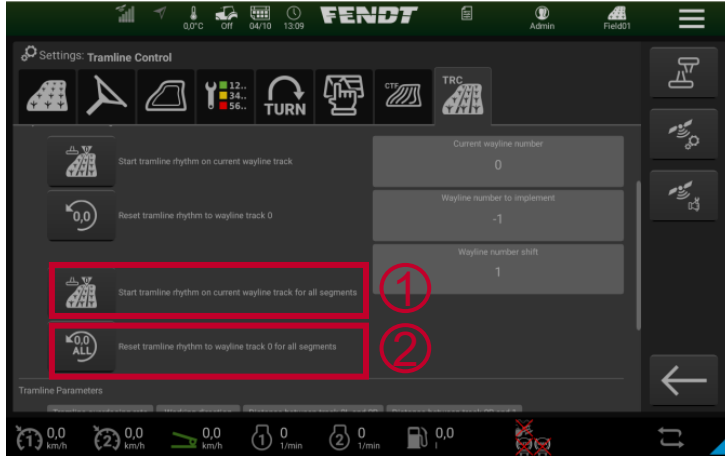 FENDT
0,0°C
Off
04/10
13:09
Admin
Field01
Settings: Tramline Control
12..
34..
56..
TURN
CTF
TRC
Start tramline rhythm on current wayline track
Current wayline number
0
0,0
Reset tramline rhythm to wayline track 0
Wayline number to implement
-1
Wayline number shift
1
Start tramline rhythm on current wayline track for all segments
1
0,0
ALL
Reset tramline rhythm to wayline track 0 for all segments
2
Tramline Parameters
1 0,0 km/h
2 0,0 km/h
0,0 km/h
1 0 1/min
2 0 1/min
0,0 l